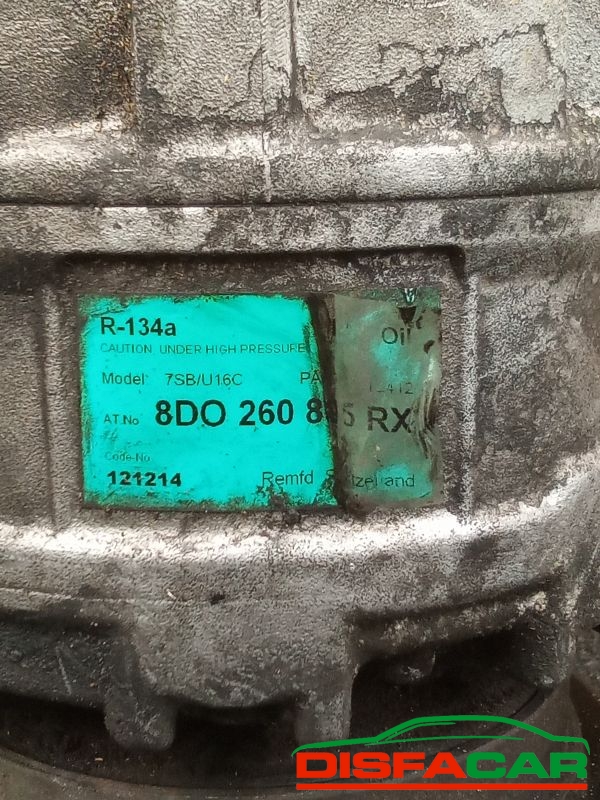 R-134a
CAUTION UNDER HIGH PRESSURE
Oil
Model 7SB/U16C
AT.No 8DO 260 8 5 RX
Code-No
121214 Remfd
DISFACAR